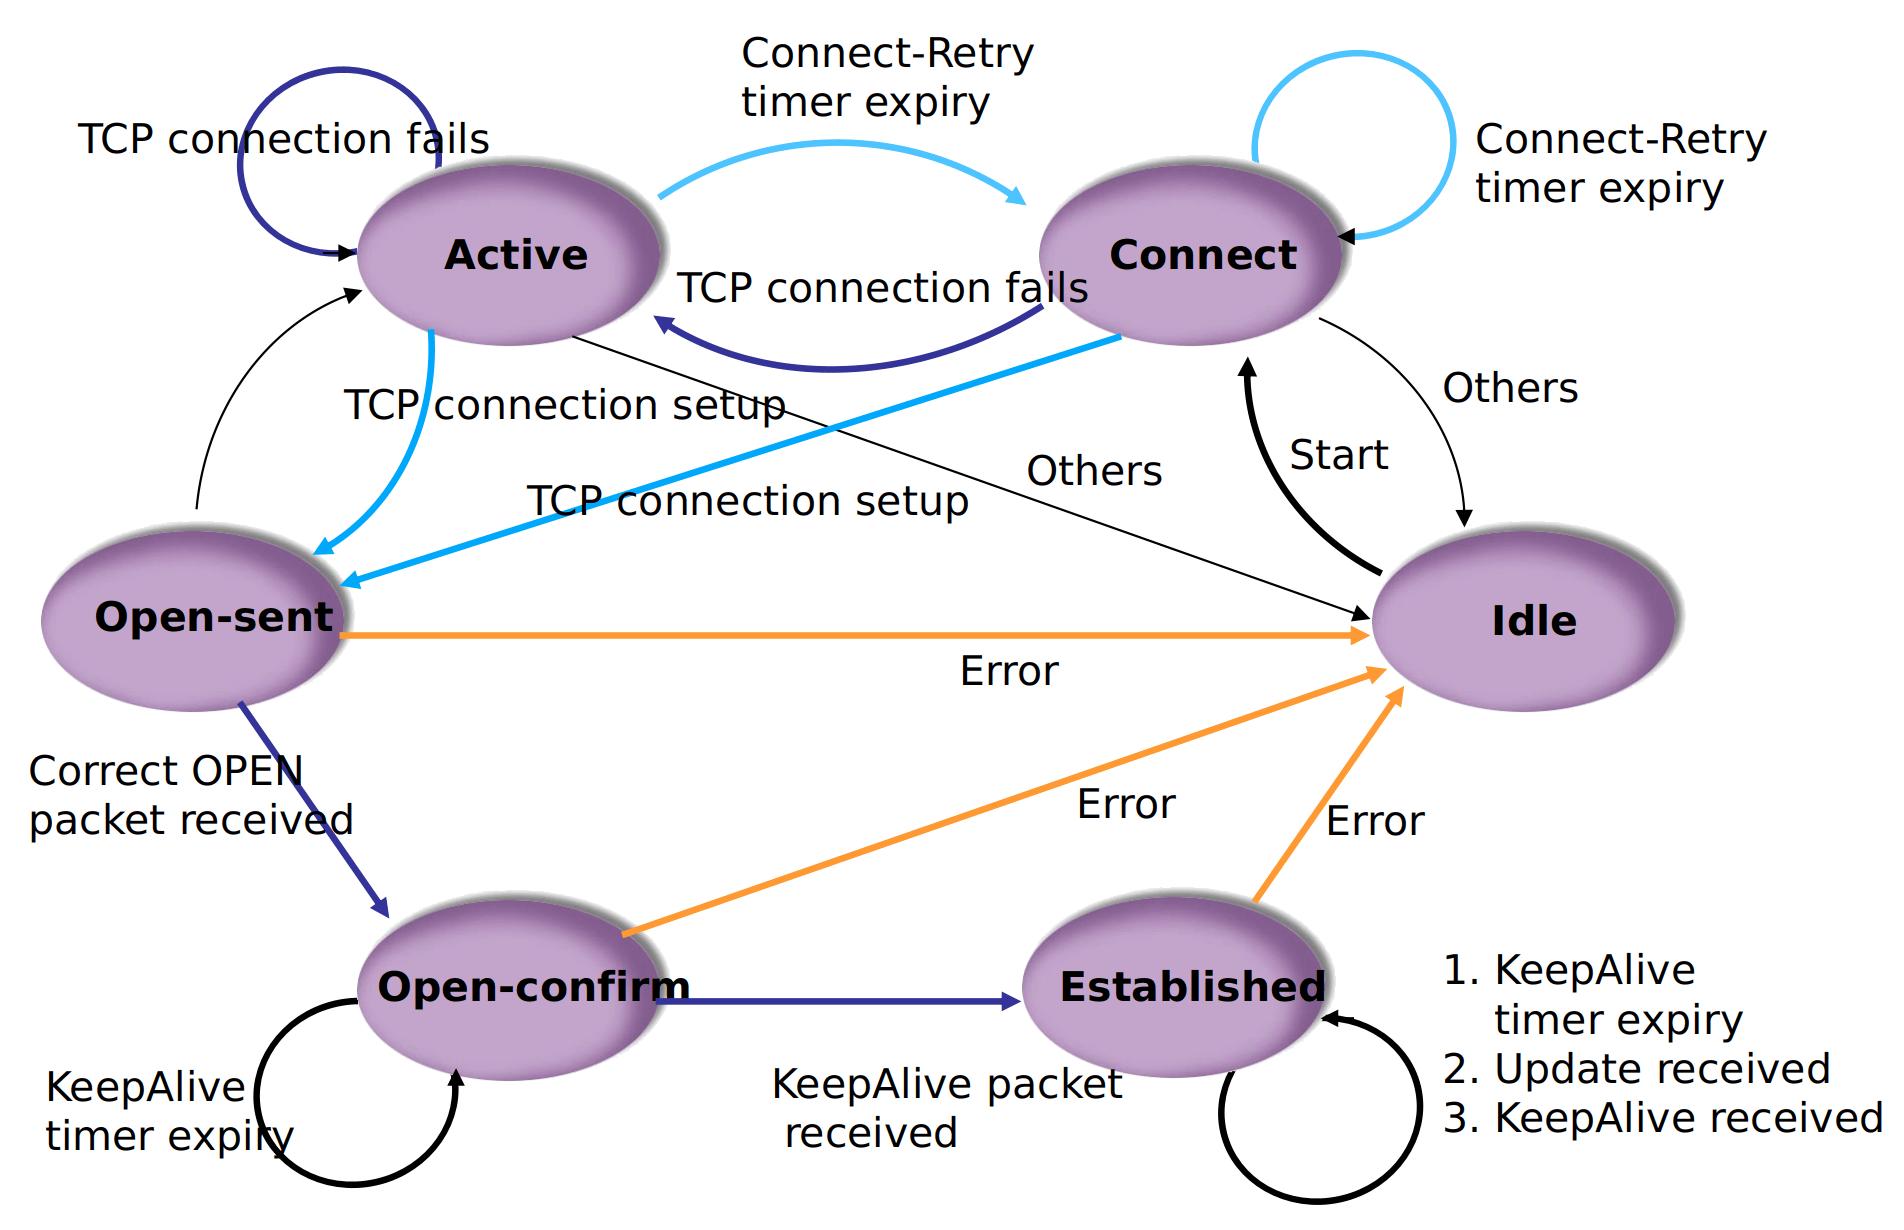 Connect-Retry
timer expiry
TCP connection fails
Connect-Retry
timer expiry
Active
Connect
TCP connection fails
Others
TCP connection setup
Start
Others
TCP connection setup
Open-sent
Idle
Error
Correct OPEN
packet received
Error
Error
Open-confirm
Established
1. KeepAlive
timer expiry
2. Update received
3. KeepAlive received
KeepAlive
timer expiry
KeepAlive packet
received